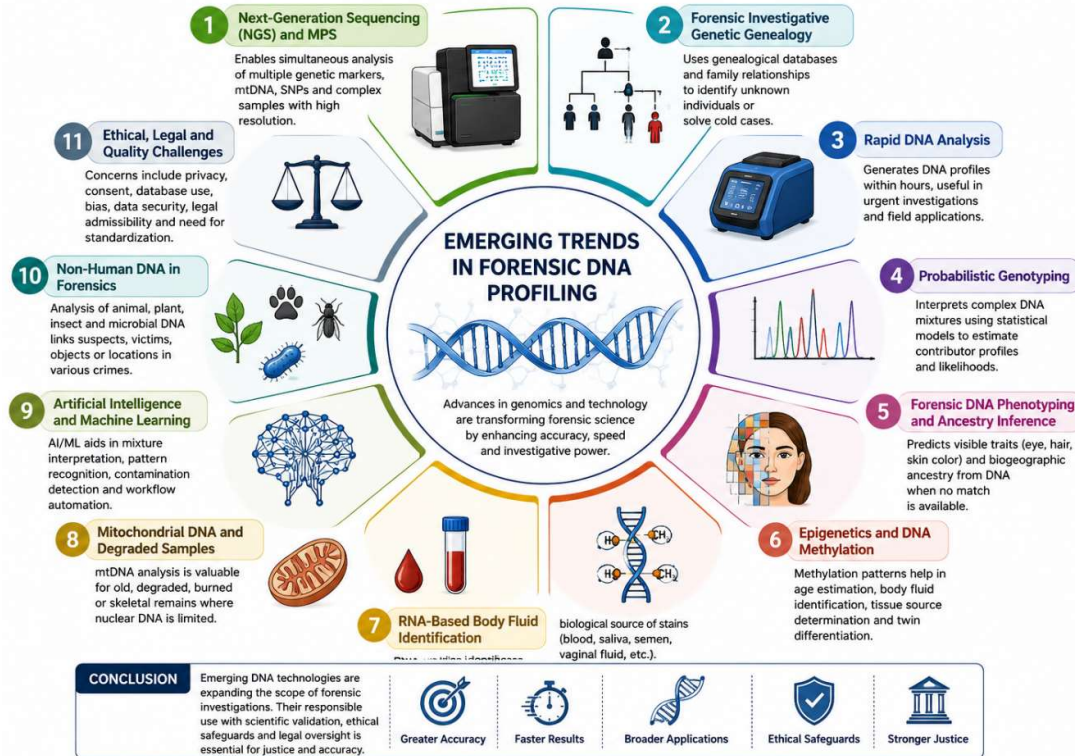 1
Next-Generation Sequencing
(NGS) and MPS
Enables simultaneous analysis
of multiple genetic markers,
mtDNA, SNPs and complex
samples with high
resolution.
2
Forensic Investigative
Genetic Genealogy
Uses genealogical databases
and family relationships
to identify unknown
individuals or
solve cold cases.
3
Rapid DNA Analysis
Generates DNA profiles
within hours, useful in
urgent investigations
and field applications.
4
Probabilistic Genotyping
Interprets complex DNA
mixtures using statistical
models to estimate
contributor profiles
and likelihoods.
5
Forensic DNA Phenotyping
and Ancestry Inference
Predicts visible traits (eye, hair,
skin color) and biogeographic
ancestry from DNA
when no match
is available.
6
Epigenetics and DNA
Methylation
Methylation patterns help in
age estimation, body fluid
identification, tissue source
determination and twin
differentiation.
7
RNA-Based Body Fluid
Identification
biological source of stains
(blood, saliva, semen,
vaginal fluid, etc.).
8
Mitochondrial DNA and
Degraded Samples
mtDNA analysis is valuable
for old, degraded, burned
or skeletal remains where
nuclear DNA is limited.
9
Artificial Intelligence
and Machine Learning
AI/ML aids in mixture
interpretation, pattern
recognition, contamination
detection and workflow
automation.
10
Non-Human DNA in
Forensics
Analysis of animal, plant,
insect and microbial DNA
links suspects, victims,
objects or locations in
various crimes.
11
Ethical, Legal and
Quality Challenges
Concerns include privacy,
consent, database use,
bias, data security, legal
admissibility and need for
standardization.
EMERGING TRENDS
IN FORENSIC DNA
PROFILING
Advances in genomics and technology
are transforming forensic science
by enhancing accuracy, speed
and investigative power.
CONCLUSION
Emerging DNA technologies are
expanding the scope of forensic
investigations. Their responsible
use with scientific validation, ethical
safeguards and legal oversight is
essential for justice and accuracy.
Greater Accuracy
Faster Results
Broader Applications
Ethical Safeguards
Stronger Justice